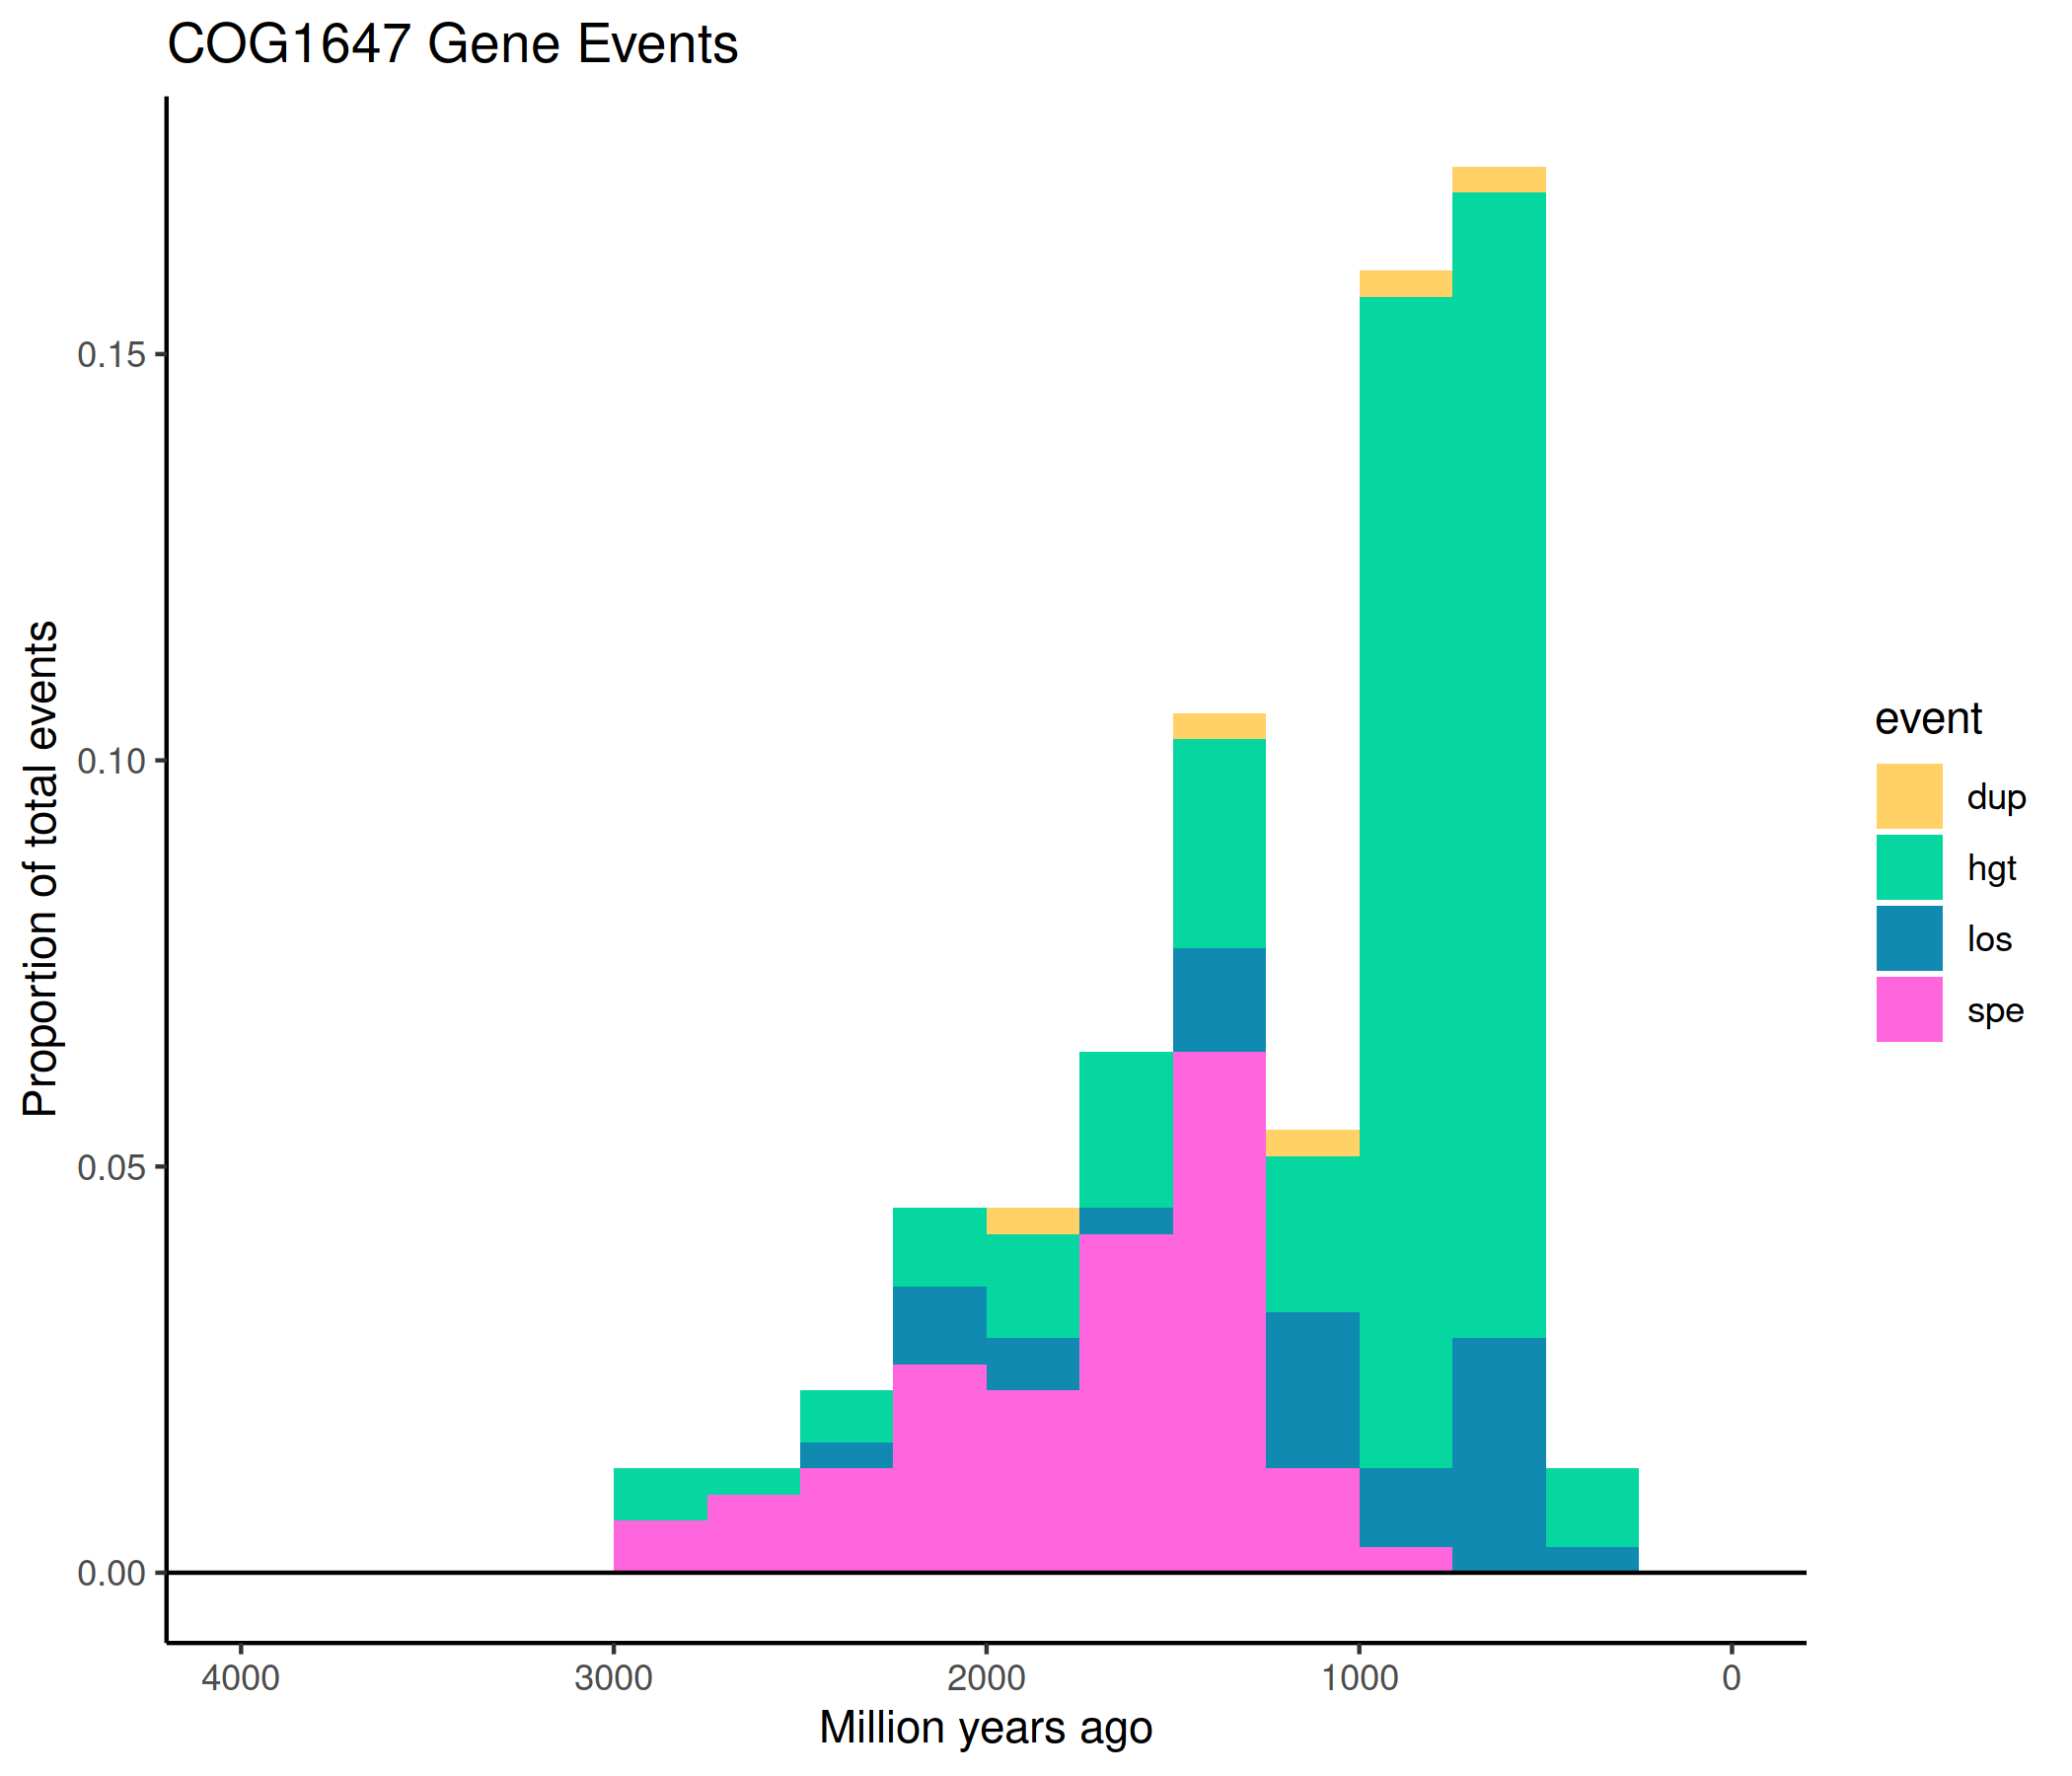 COG1647 Gene Events
Proportion of total events
0.15
0.10
0.05
0.00
4000 3000 2000 1000 0
Million years ago
event
dup
hgt
los
spe